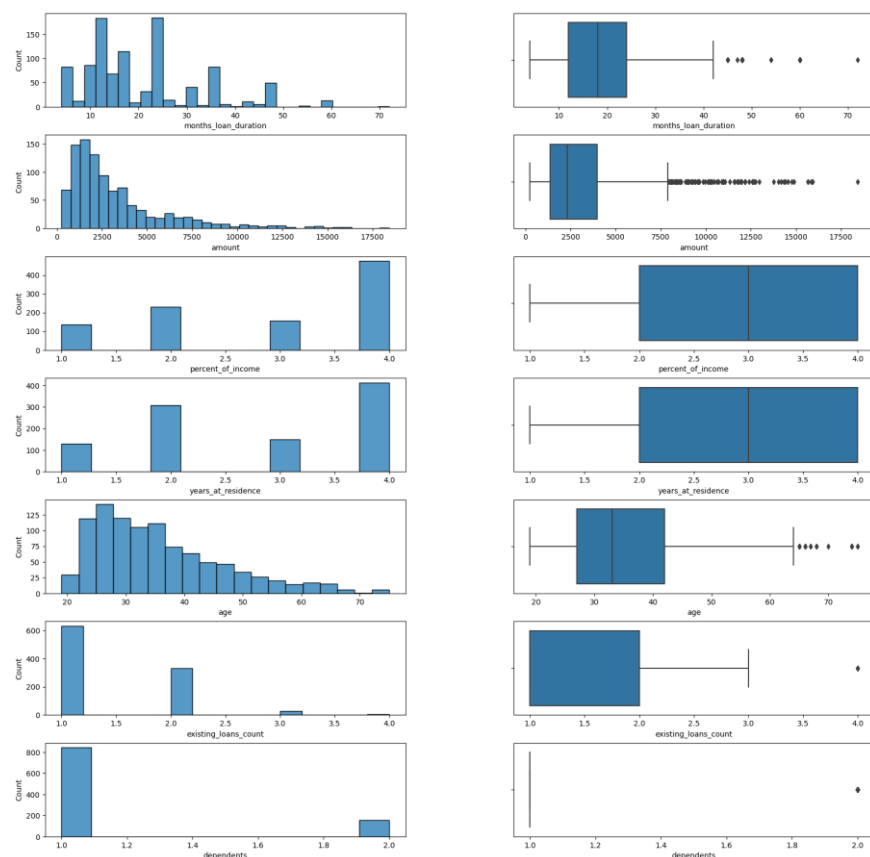 150
100
50
0
Count
10 20 30 40 50 60 70
months_loan_duration
10 20 30 40 50 60 70
months_loan_duration
150
100
50
0
Count
0 2500 5000 7500 10000 12500 15000 17500
amount
0 2500 5000 7500 10000 12500 15000 17500
amount
400
300
200
100
0
Count
1.0 1.5 2.0 2.5 3.0 3.5 4.0
percent_of_income
1.0 1.5 2.0 2.5 3.0 3.5 4.0
percent_of_income
400
300
200
100
0
Count
1.0 1.5 2.0 2.5 3.0 3.5 4.0
years_at_residence
1.0 1.5 2.0 2.5 3.0 3.5 4.0
years_at_residence
125
100
75
50
25
0
Count
20 30 40 50 60 70
age
20 30 40 50 60 70
age
600
400
200
0
Count
1.0 1.5 2.0 2.5 3.0 3.5 4.0
existing_loans_count
1.0 1.5 2.0 2.5 3.0 3.5 4.0
existing_loans_count
800
600
400
200
0
Count
1.0 1.2 1.4 1.6 1.8 2.0
dependents
1.0 1.2 1.4 1.6 1.8 2.0
dependents